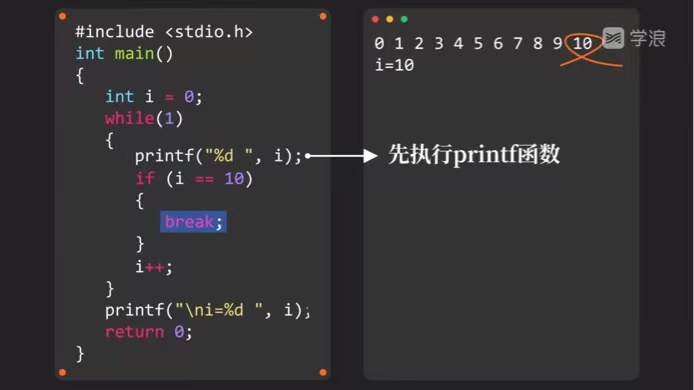 #include <stdio.h>
int main()
{
int i = 0;
while(1)
{
printf("%d ", i);
if (i == 10)
{
break;
}
i++;
}
printf("\ni=%d ", i);
return 0;
}
0 1 2 3 4 5 6 7 8 9 10
i=10
学浪
先执行printf函数